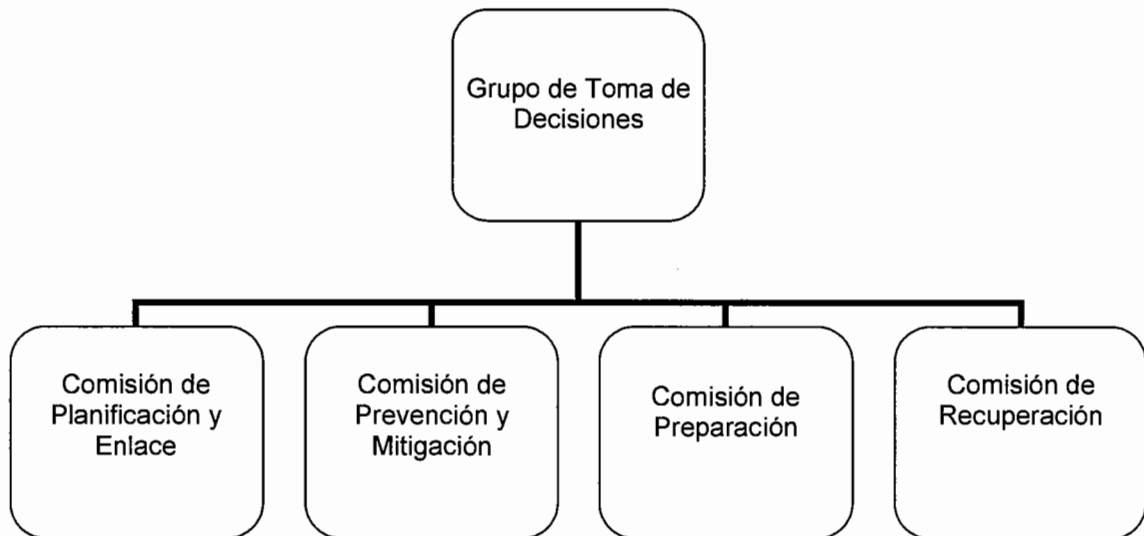 Grupo de Toma de
Decisiones
Comisión de
Planificación y
Enlace
Comisión de
Prevención y
Mitigación
Comisión de
Preparación
Comisión de
Recuperación